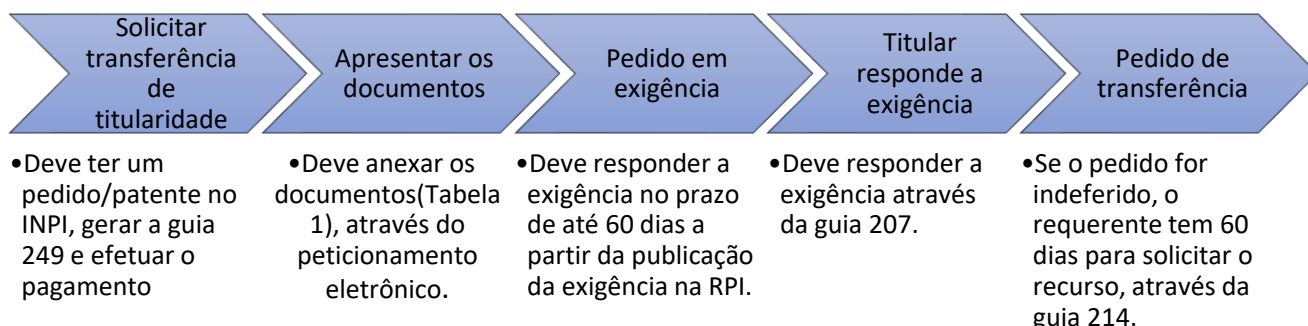 Solicitar
transferência
de
titularidade
Apresentar os
documentos
Pedido em
exigência
Titular
responde a
exigência
Pedido de
transferência
•Deve ter um
pedido/patente no
INPI, gerar a guia
249 e efetuar o
pagamento
•Deve anexar os
documentos(Tabela
1), através do
peticionamento
eletrônico.
•Deve responder a
exigência no prazo
de até 60 dias a
partir da publicação
da exigência na RPI.
•Deve responder a
exigência através
da guia 207.
•Se o pedido for
indeferido, o
requerente tem 60
dias para solicitar o
recurso, através da
guia 214.